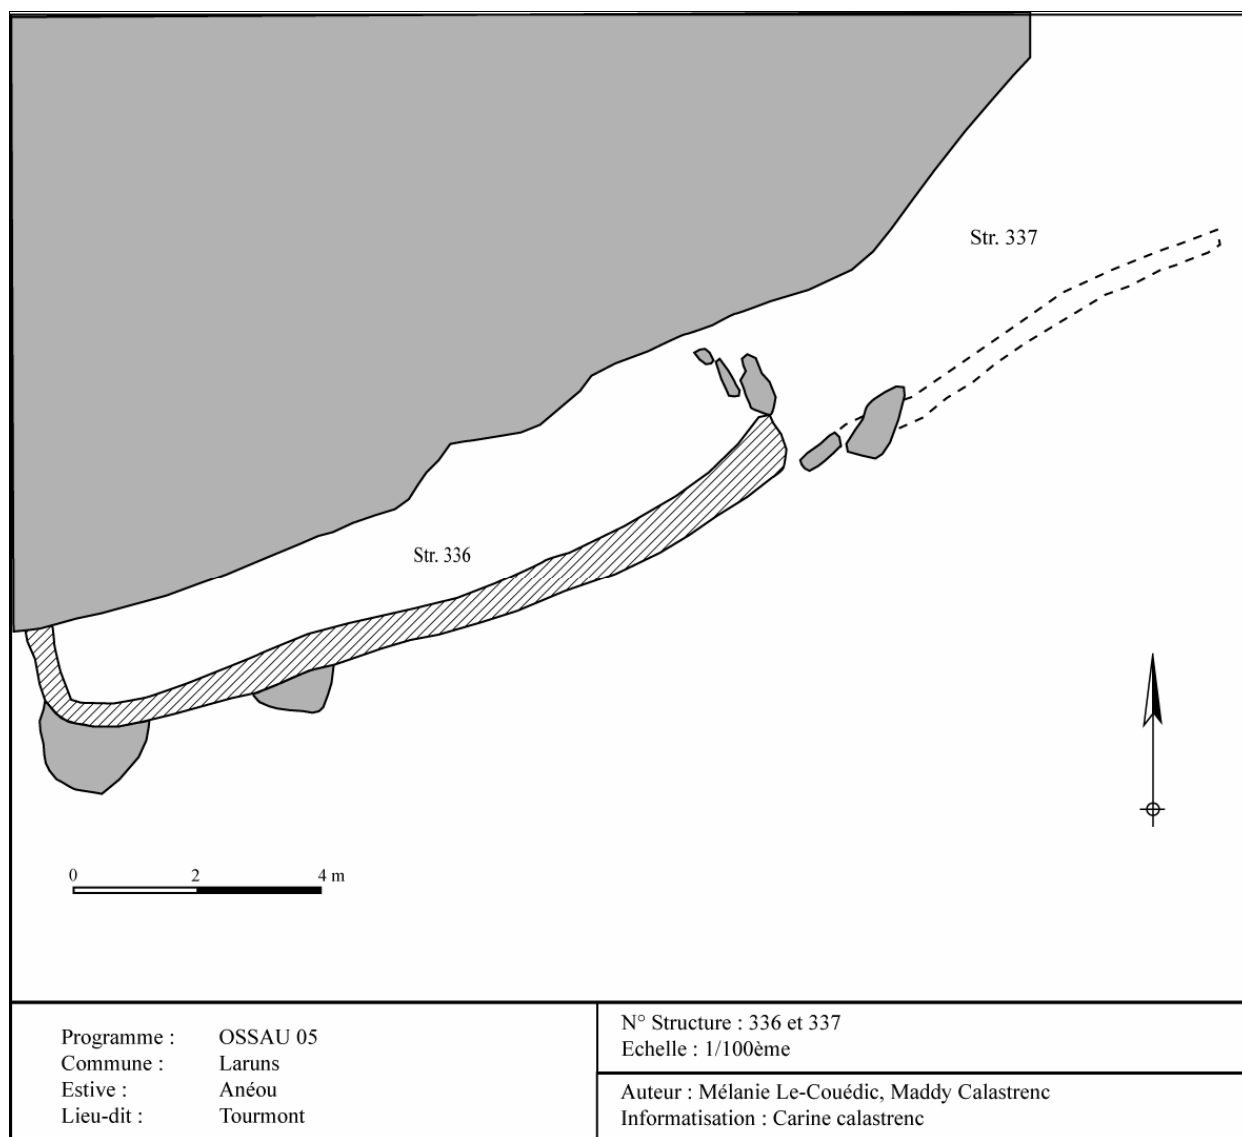 Str. 337
Str. 336
0 2 4 m
Programme : OSSAU 05
Commune : Laruns
Estive : Anéou
Lieu-dit : Tourmont
N° Structure : 336 et 337
Echelle : 1/100ème
Auteur : Mélanie Le-Couédic, Maddy Calastrenc
Informatisation : Carine calastrenc